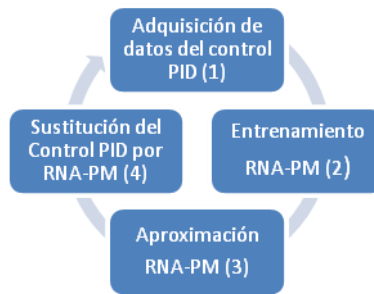 Adquisición de
datos del control
PID (1)
Entrenamiento
RNA-PM (2)
Aproximación
RNA-PM (3)
Sustitución del
Control PID por
RNA-PM (4)